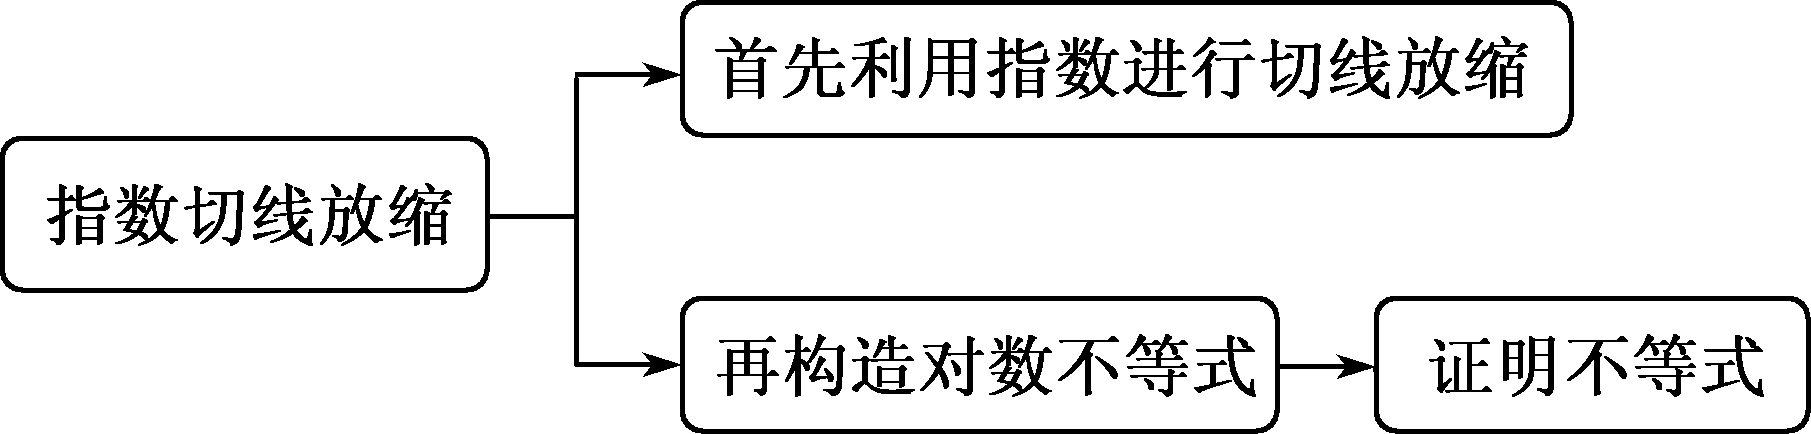 首先利用指数进行切线放缩
指数切线放缩
再构造对数不等式
证明不等式